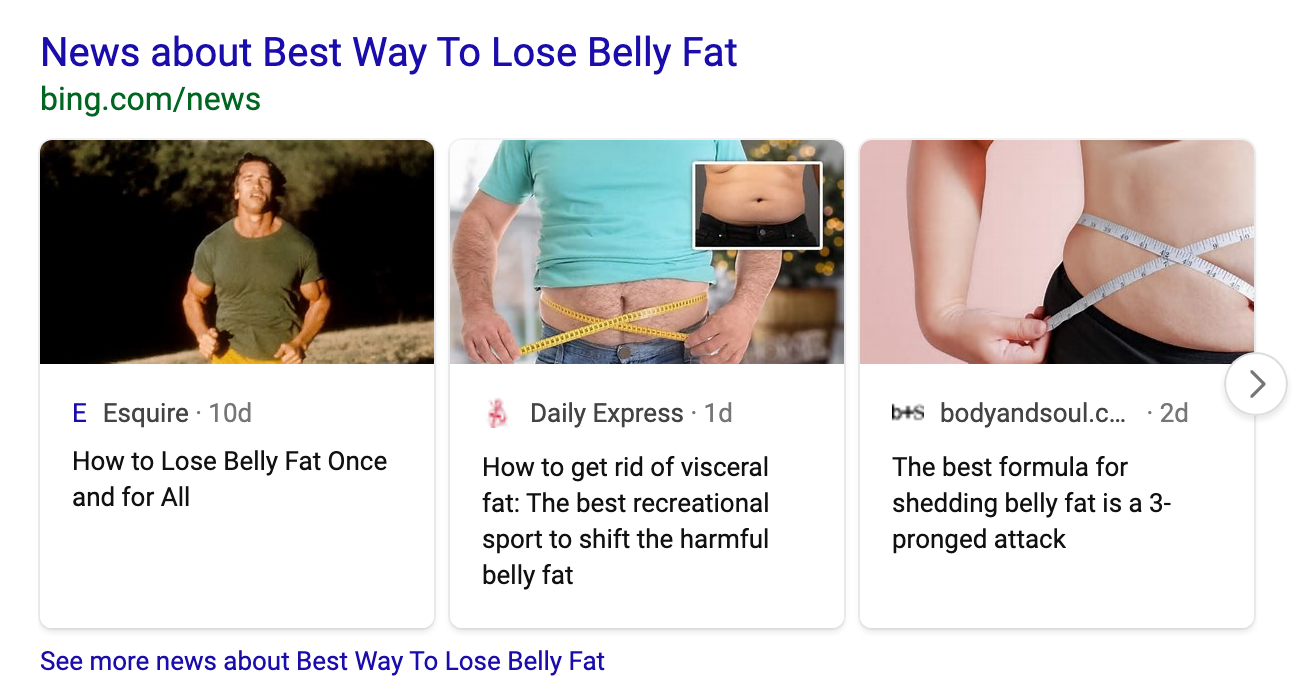 News about Best Way To Lose Belly Fat
bing.com/news
E Esquire · 10d
How to Lose Belly Fat Once
and for All
Daily Express · 1d
How to get rid of visceral
fat: The best recreational
sport to shift the harmful
belly fat
b+s bodyandsoul.c... · 2d
The best formula for
shedding belly fat is a 3-
pronged attack
See more news about Best Way To Lose Belly Fat